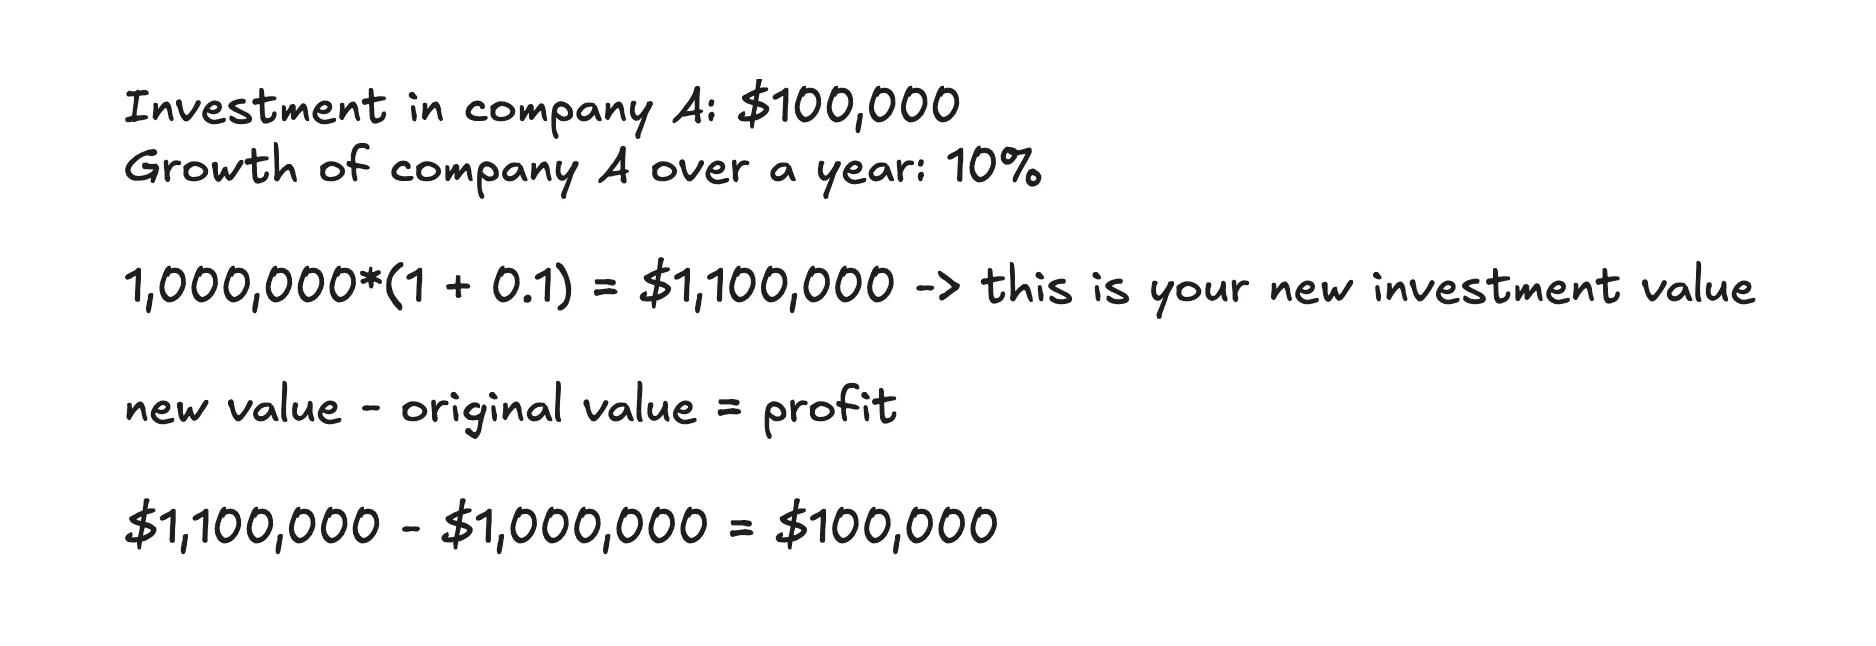 Investment in company A: $100,000
Growth of company A over a year: 10%
1,000,000*(1 + 0.1) = $1,100,000 -> this is your new investment value
new value - original value = profit
$1,100,000 - $1,000,000 = $100,000